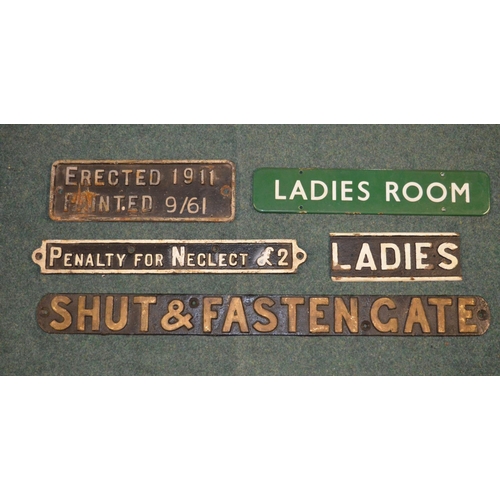 ERECTED 1911
PAINTED 9/61
LADIES ROOM
PENALTY FOR NEGLECT £2
LADIES
SHUT & FASTEN GATE